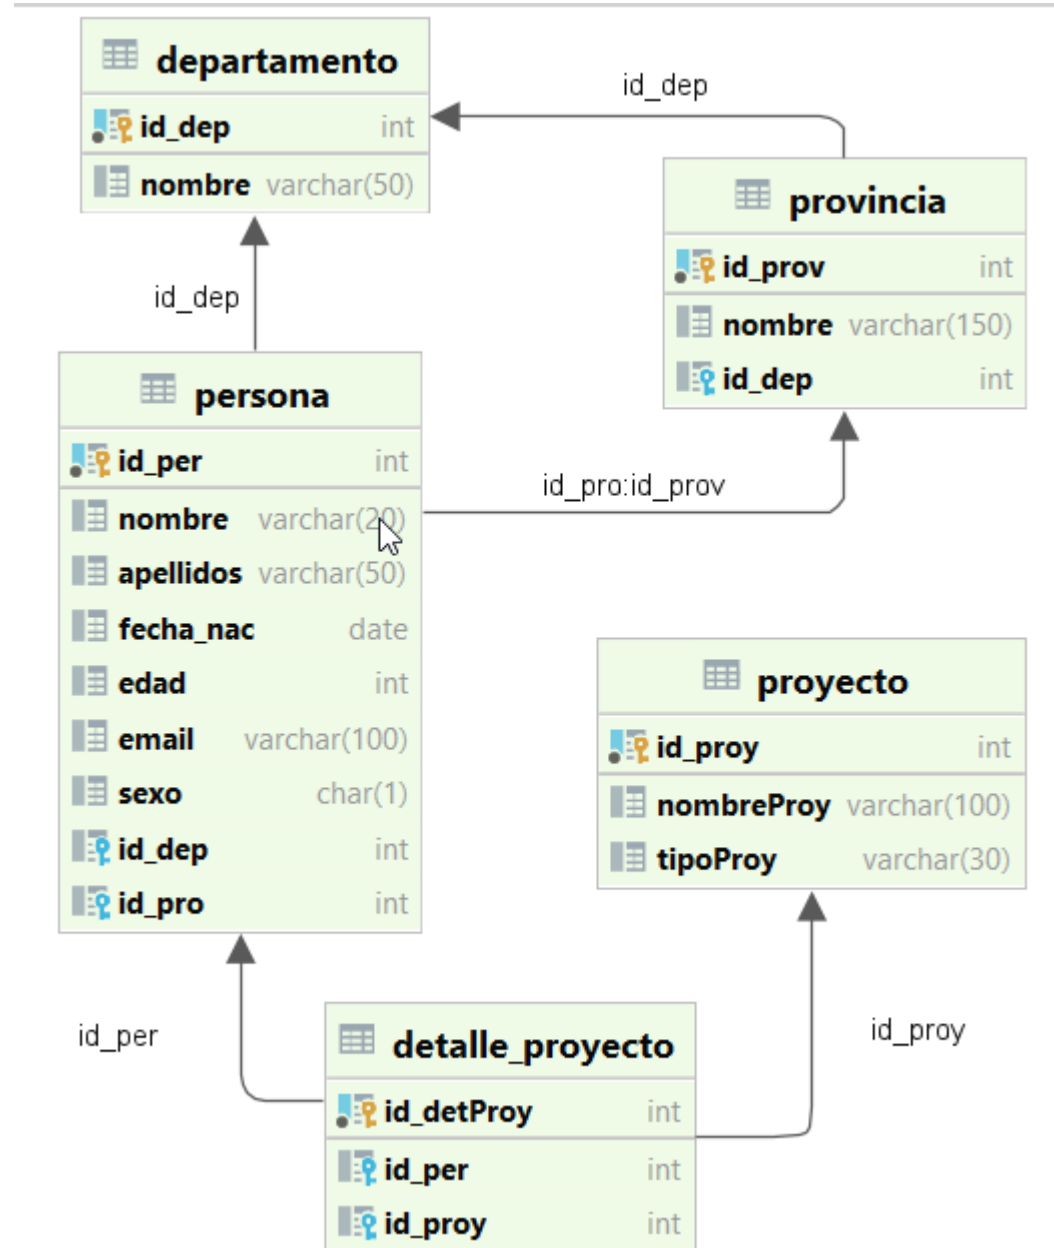 departamento
id_dep int
nombre varchar(50)
id_dep
provincia
id_prov int
nombre varchar(150)
id_dep int
id_dep
persona
id_per int
nombre varchar(20)
apellidos varchar(50)
fecha_nac date
edad int
email varchar(100)
sexo char(1)
id_dep int
id_pro int
id_pro:id_prov
proyecto
id_proy int
nombreProy varchar(100)
tipoProy varchar(30)
id_per
id_proy
detalle_proyecto
id_detProy int
id_per int
id_proy int